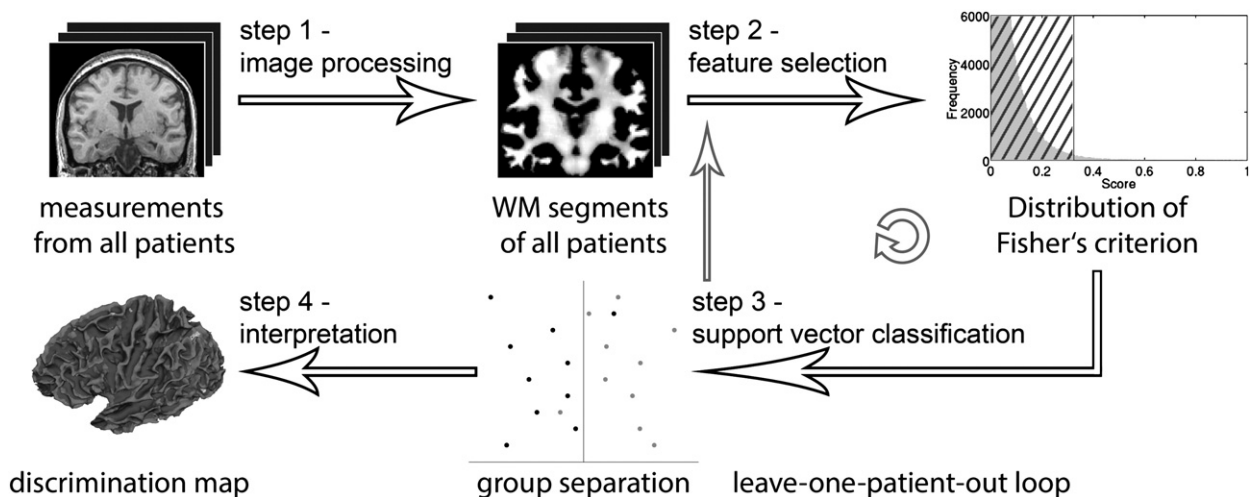 step 1 -
image processing
step 2 -
feature selection
6000
4000
2000
0
Frequency
0 0.2 0.4 0.6 0.8 1
Score
measurements
from all patients
WM segments
of all patients
Distribution of
Fisher‘s criterion
step 4 -
interpretation
step 3 -
support vector classification
discrimination map
group separation
leave-one-patient-out loop